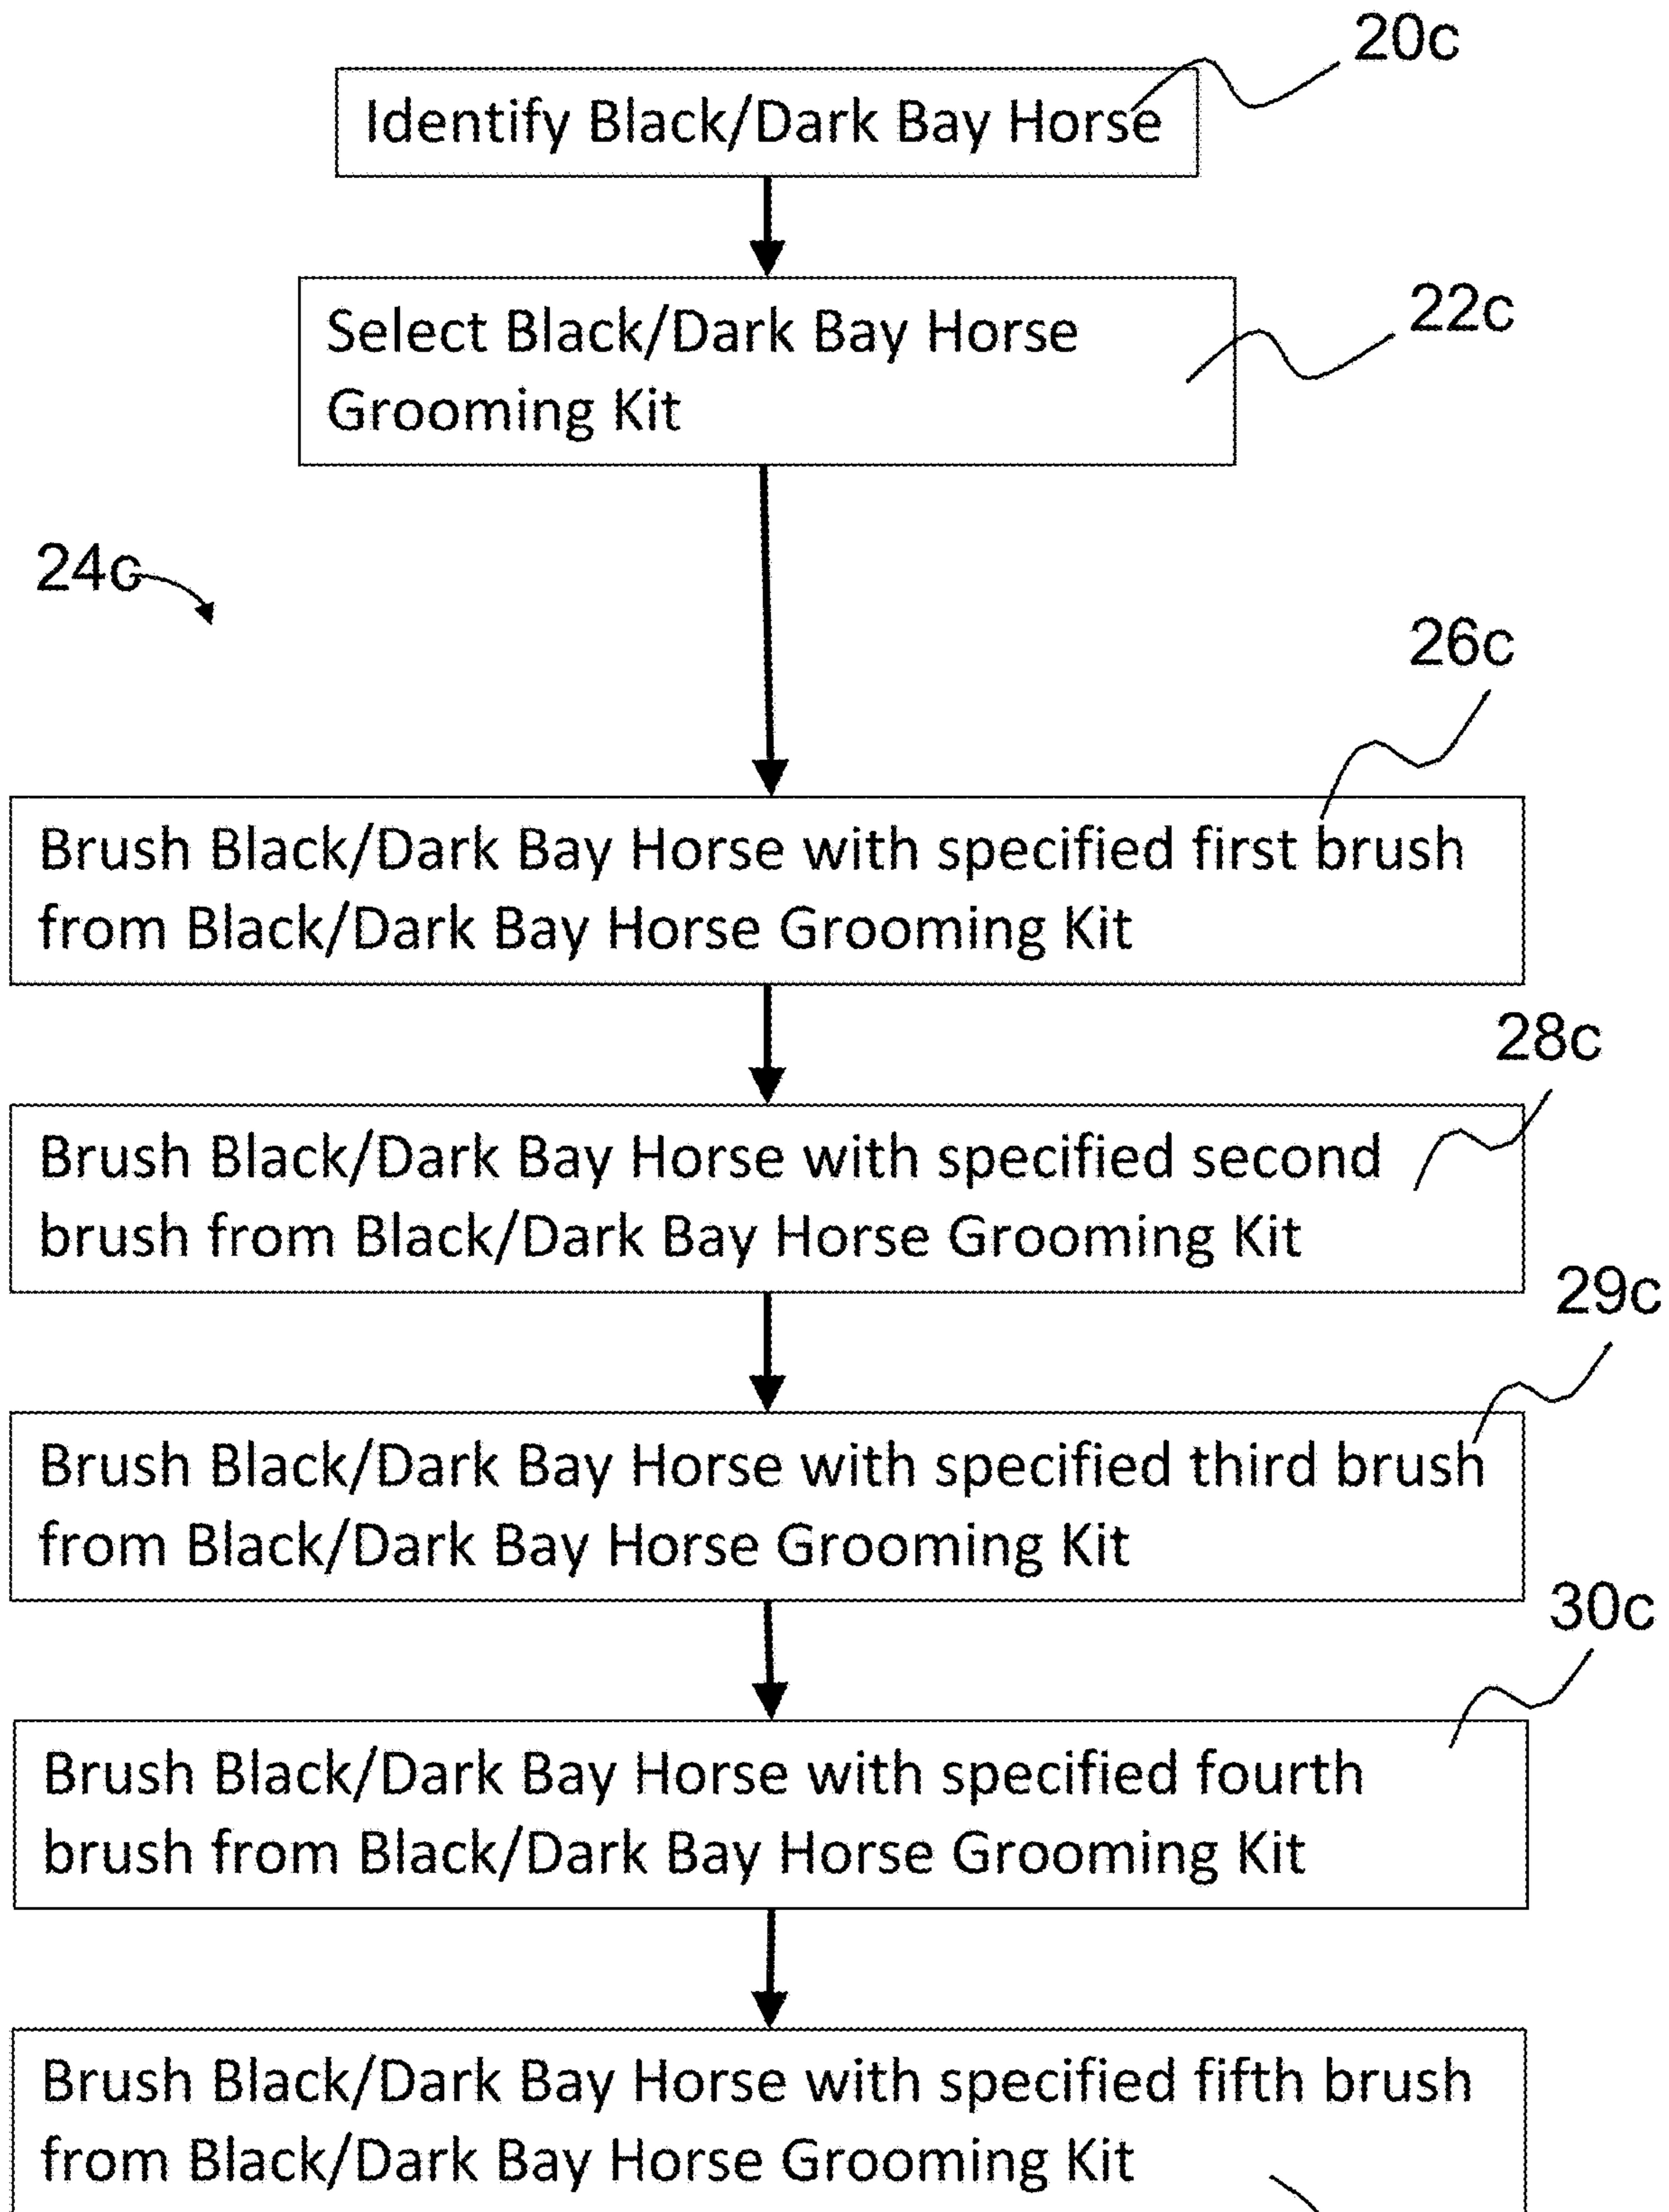 20c
Identify Black/Dark Bay Horse
22c
Select Black/Dark Bay Horse
Grooming Kit
24c
26c
Brush Black/Dark Bay Horse with specified first brush
from Black/Dark Bay Horse Grooming Kit
28c
Brush Black/Dark Bay Horse with specified second
brush from Black/Dark Bay Horse Grooming Kit
29c
Brush Black/Dark Bay Horse with specified third brush
from Black/Dark Bay Horse Grooming Kit
30c
Brush Black/Dark Bay Horse with specified fourth
brush from Black/Dark Bay Horse Grooming Kit
Brush Black/Dark Bay Horse with specified fifth brush
from Black/Dark Bay Horse Grooming Kit